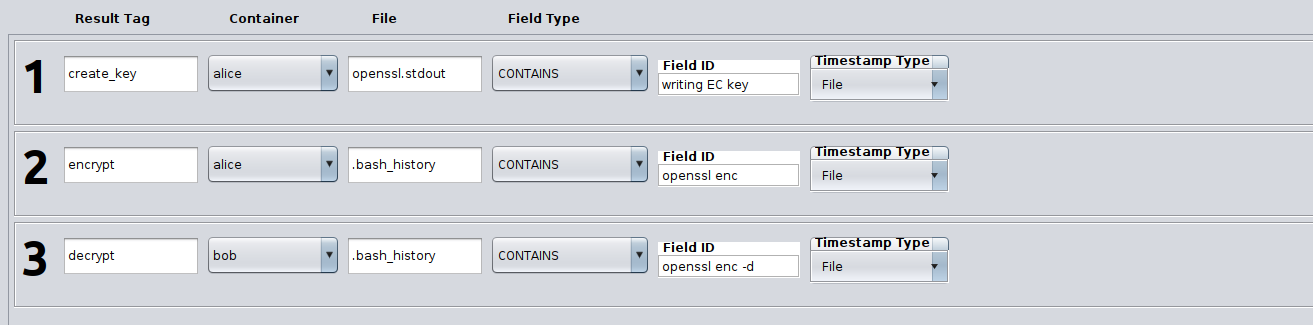 Result Tag Container File Field Type
1 create_key alice openssl.stdout CONTAINS Field ID writing EC key Timestamp Type File
2 encrypt alice .bash_history CONTAINS Field ID openssl enc Timestamp Type File
3 decrypt bob .bash_history CONTAINS Field ID openssl enc -d Timestamp Type File